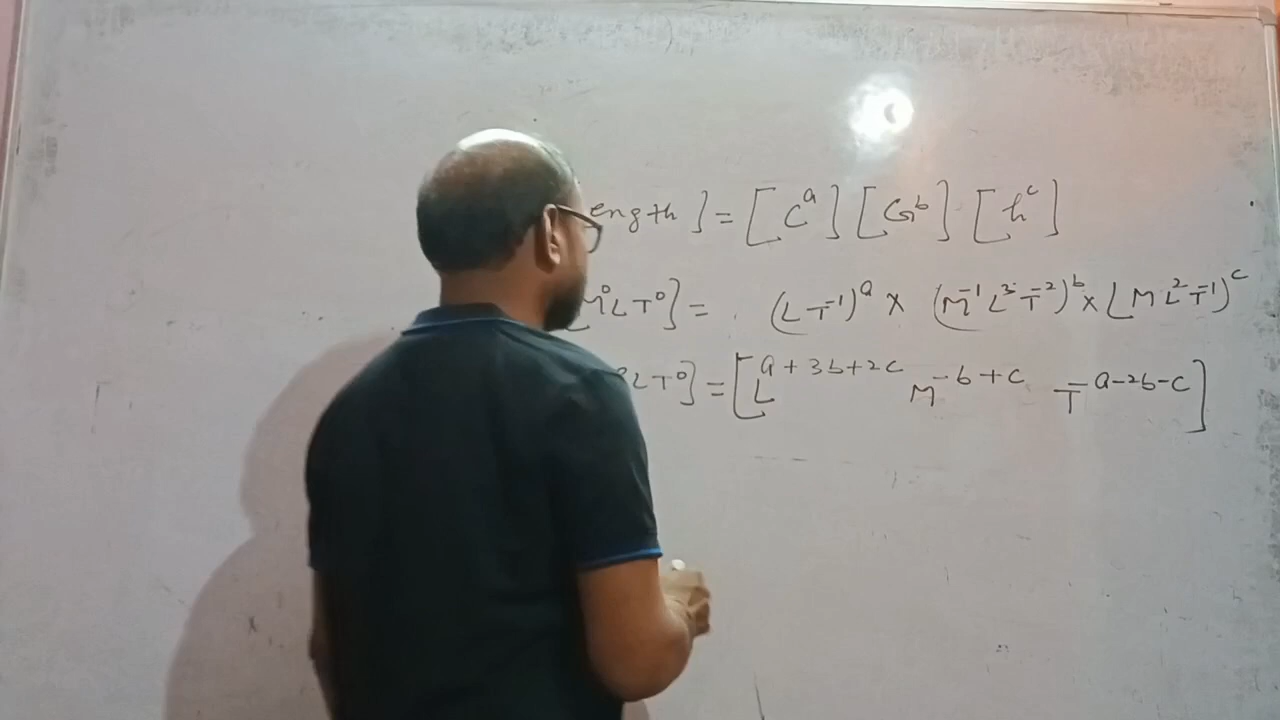 ength] = [C^a] [G^b] [h^c]
[M^0 L T^0] = (L T^-1)^a × (M^-1 L^3 T^-2)^b × [M L^2 T^-1)^c
L T^0] = [L^a+3b+2c M^-b+c T^-a-2b-c]